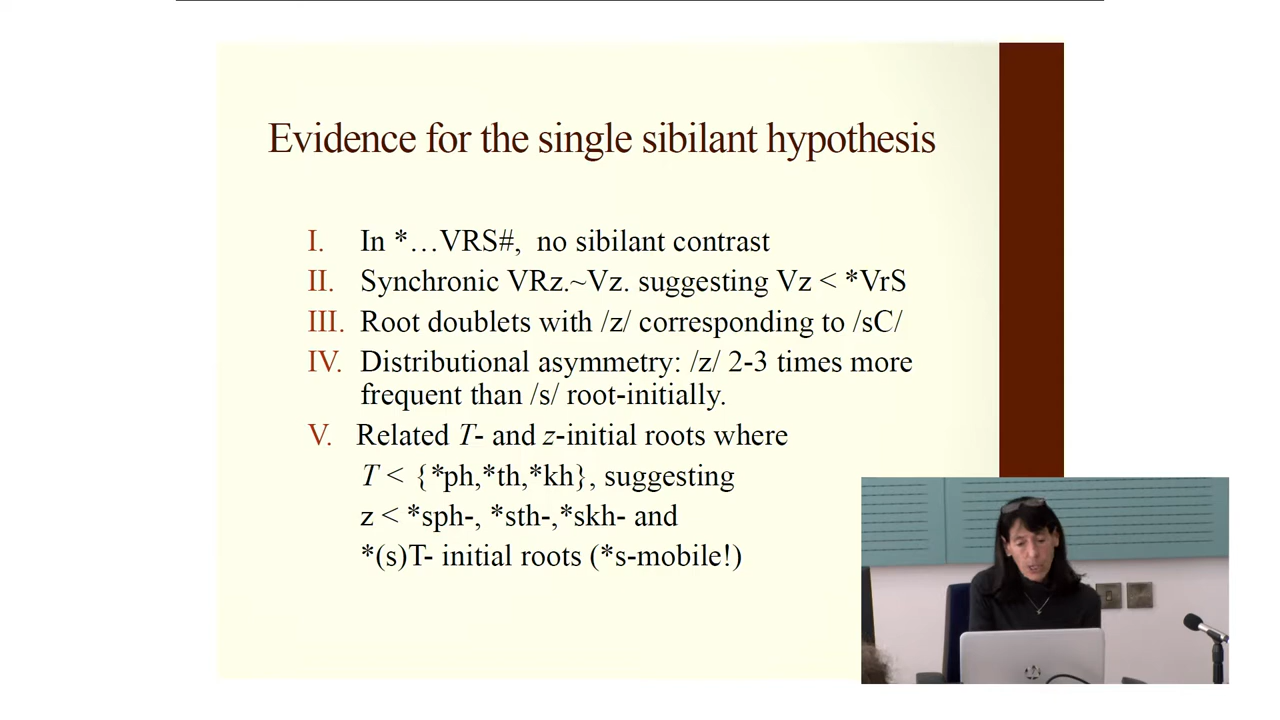 Evidence for the single sibilant hypothesis
I. In *…VRS#, no sibilant contrast
II. Synchronic VRz.~Vz. suggesting Vz < *VrS
III. Root doublets with /z/ corresponding to /sC/
IV. Distributional asymmetry: /z/ 2-3 times more
frequent than /s/ root-initially.
V. Related T- and z-initial roots where
T < {*ph,*th,*kh}, suggesting
z < *sph-, *sth-,*skh- and
*(s)T- initial roots (*s-mobile!)